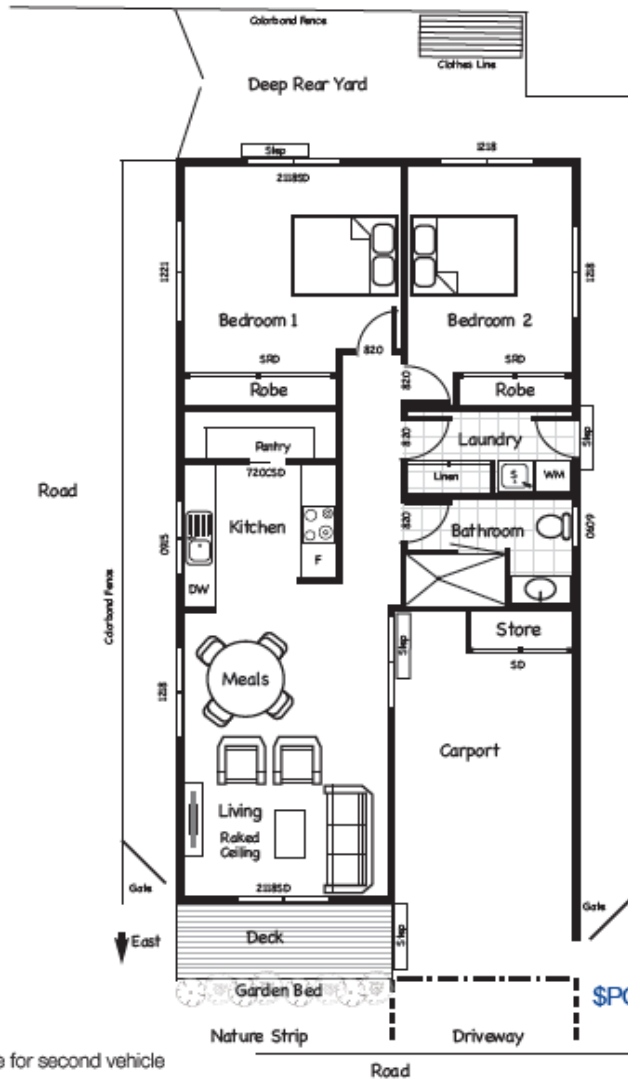 Colorbond Fence
Clothes Line
Deep Rear Yard
Step
2118SD
1218
1221
1218
Bedroom 1
Bedroom 2
820
SRD
SRD
820
Robe
Robe
Pantry
720CSD
820
Laundry
Step
Linen
S
WM
Road
Kitchen
0915
F
DW
820
Bathroom
0609
Colorbond Fence
Store
SD
Step
Meals
1218
Carport
Living
Raked
Ceiling
2118SD
Gate
Gate
East
Deck
Step
Garden Bed
$PO
Nature Strip
Driveway
e for second vehicle
Road